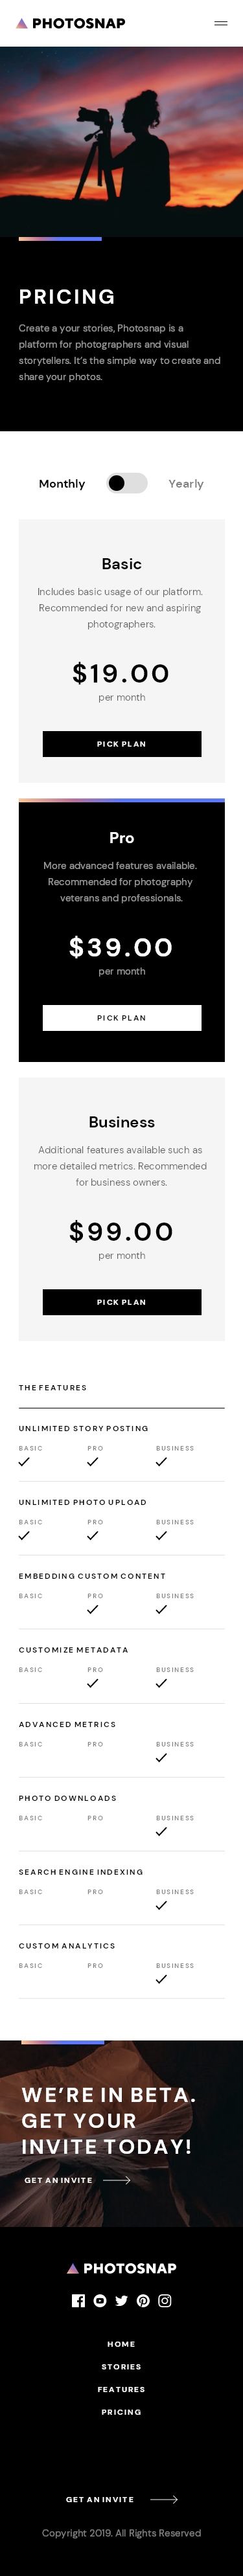 PHOTOSNAP
PRICING
Create a your stories, Photosnap is a
platform for photographers and visual
storytellers. It’s the simple way to create and
share your photos.
Monthly Yearly
Basic
Includes basic usage of our platform.
Recommended for new and aspiring
photographers.
$19.00
per month
PICK PLAN
Pro
More advanced features available.
Recommended for photography
veterans and professionals.
$39.00
per month
PICK PLAN
Business
Additional features available such as
more detailed metrics. Recommended
for business owners.
$99.00
per month
PICK PLAN
THE FEATURES
UNLIMITED STORY POSTING
BASIC PRO BUSINESS
UNLIMITED PHOTO UPLOAD
BASIC PRO BUSINESS
EMBEDDING CUSTOM CONTENT
BASIC PRO BUSINESS
CUSTOMIZE METADATA
BASIC PRO BUSINESS
ADVANCED METRICS
BASIC PRO BUSINESS
PHOTO DOWNLOADS
BASIC PRO BUSINESS
SEARCH ENGINE INDEXING
BASIC PRO BUSINESS
CUSTOM ANALYTICS
BASIC PRO BUSINESS
WE’RE IN BETA.
GET YOUR
INVITE TODAY!
GET AN INVITE
PHOTOSNAP
HOME
STORIES
FEATURES
PRICING
GET AN INVITE
Copyright 2019. All Rights Reserved